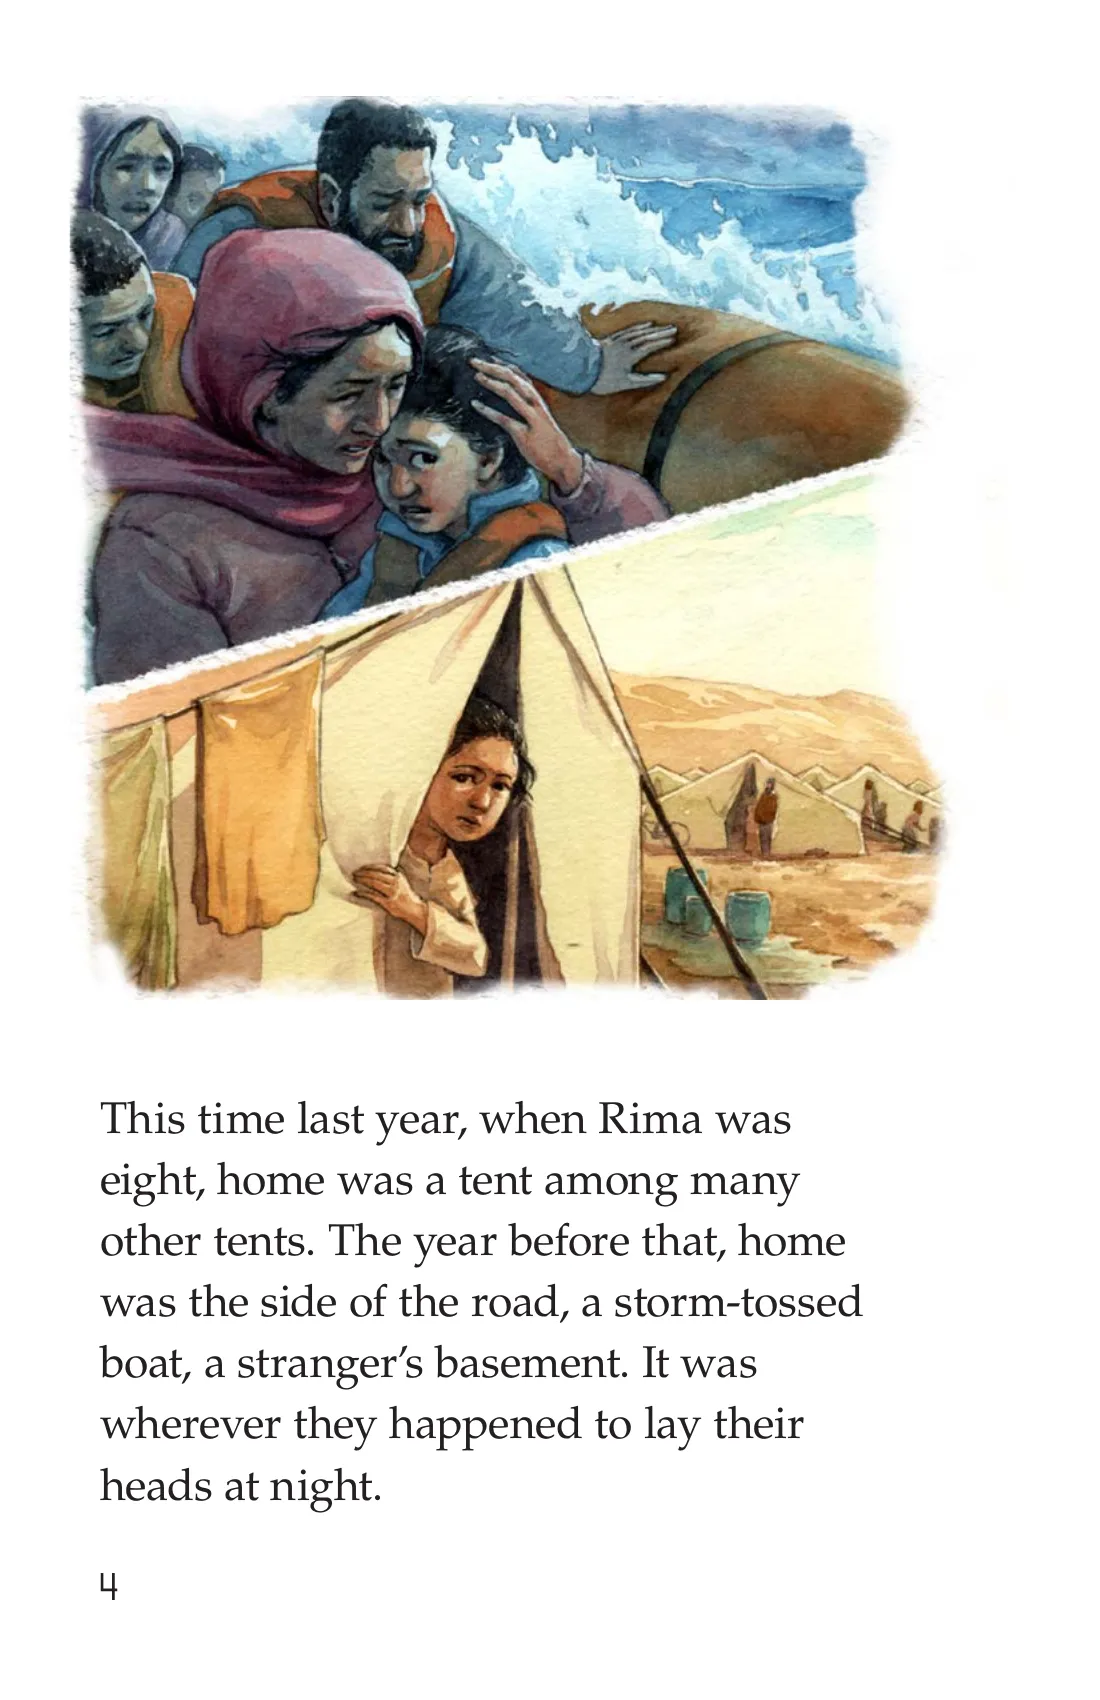 This time last year, when Rima was
eight, home was a tent among many
other tents. The year before that, home
was the side of the road, a storm-tossed
boat, a stranger’s basement. It was
wherever they happened to lay their
heads at night.
4